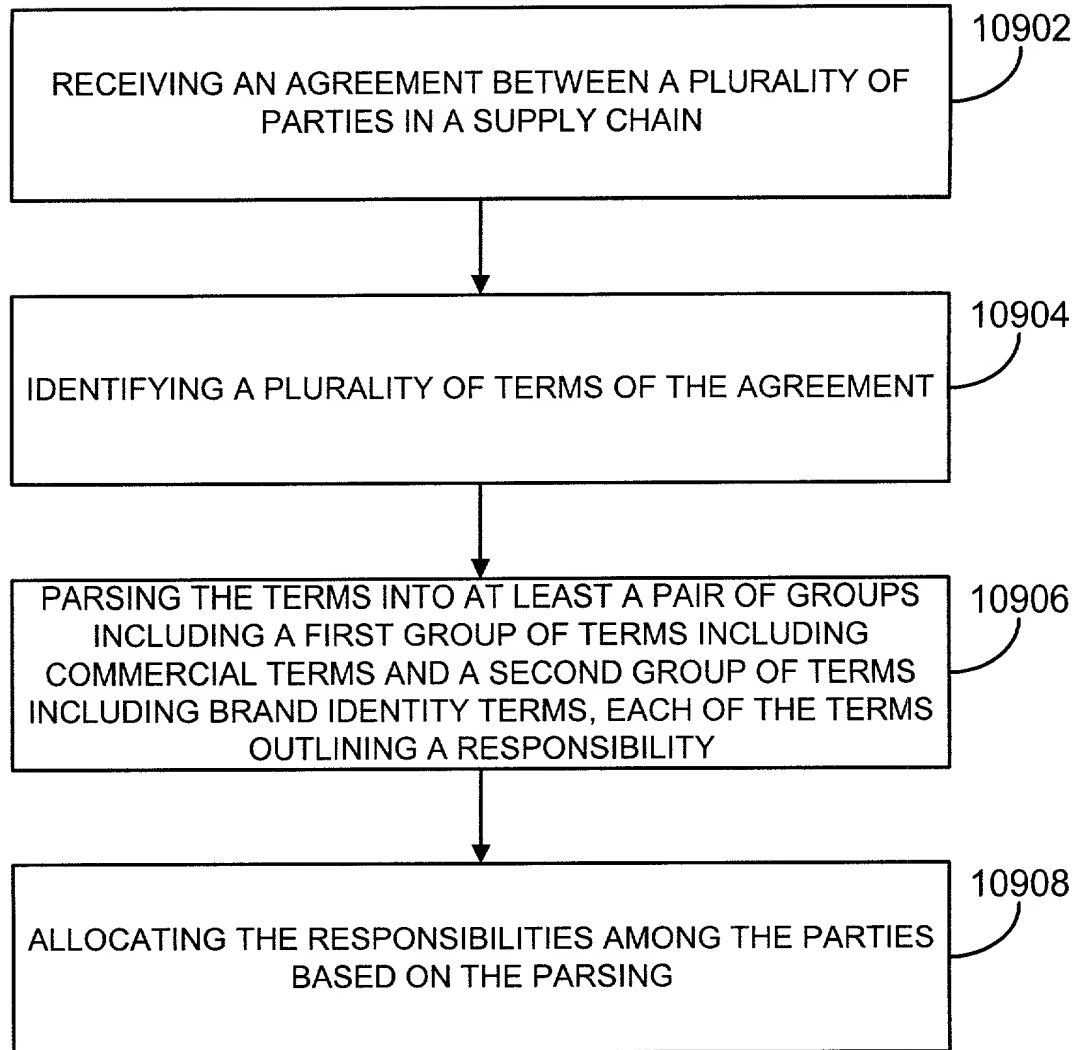 10902
RECEIVING AN AGREEMENT BETWEEN A PLURALITY OF
PARTIES IN A SUPPLY CHAIN
10904
IDENTIFYING A PLURALITY OF TERMS OF THE AGREEMENT
10906
PARSING THE TERMS INTO AT LEAST A PAIR OF GROUPS
INCLUDING A FIRST GROUP OF TERMS INCLUDING
COMMERCIAL TERMS AND A SECOND GROUP OF TERMS
INCLUDING BRAND IDENTITY TERMS, EACH OF THE TERMS
OUTLINING A RESPONSIBILITY
10908
ALLOCATING THE RESPONSIBILITIES AMONG THE PARTIES
BASED ON THE PARSING